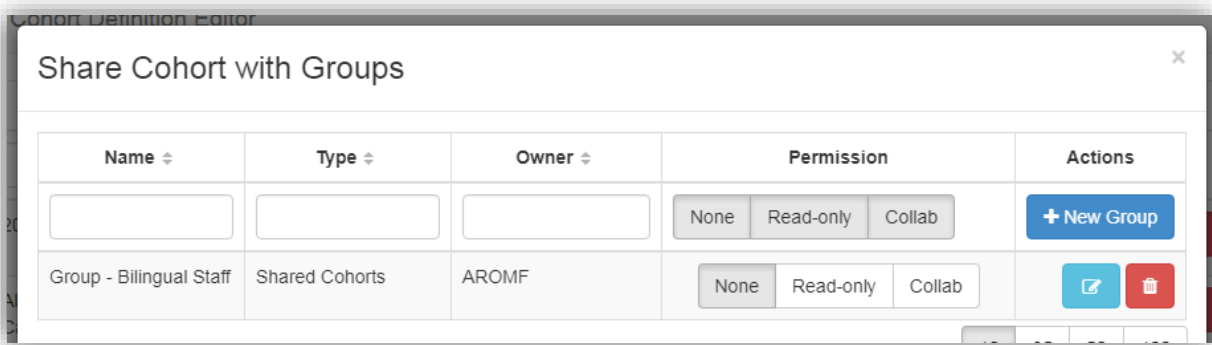 Cohort Definition Editor
Share Cohort with Groups ×
Name Type Owner Permission Actions
None Read-only Collab + New Group
Group - Bilingual Staff Shared Cohorts AROMF None Read-only Collab